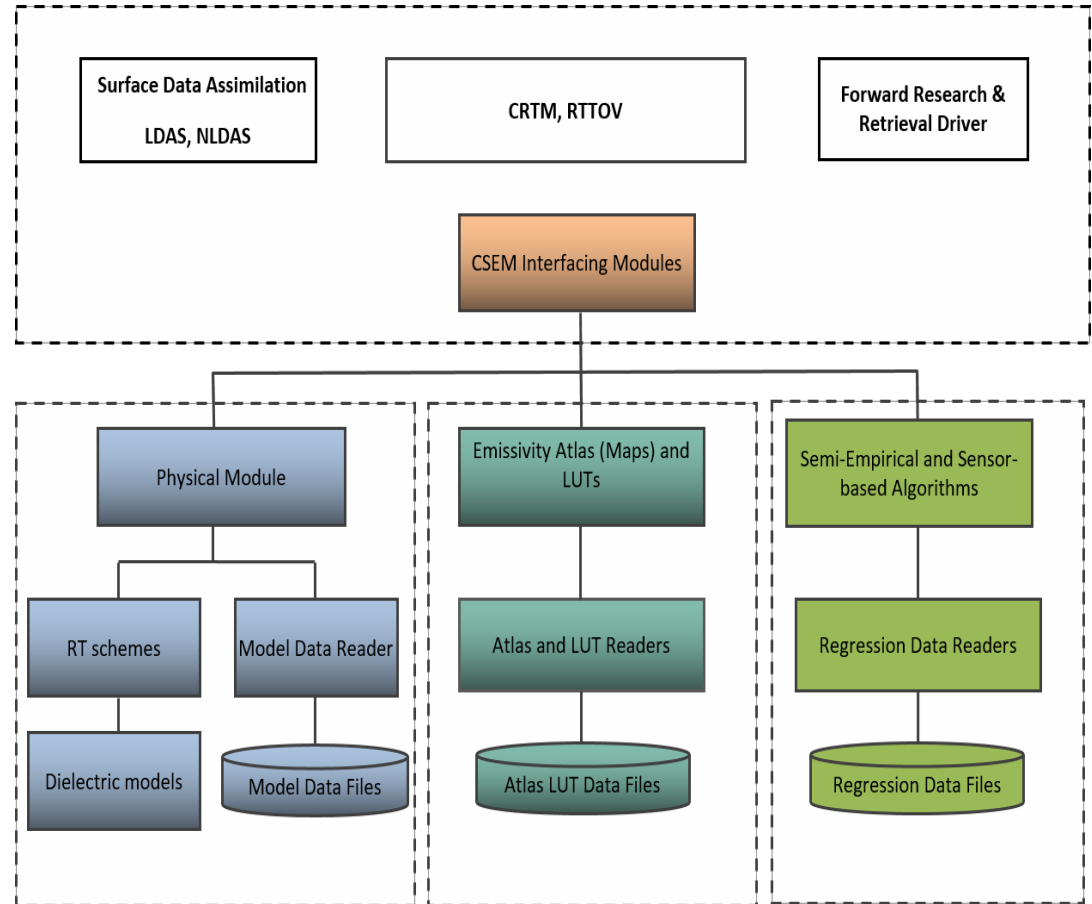 Surface Data Assimilation
LDAS, NLDAS
CRTM, RTTOV
Forward Research &
Retrieval Driver
CSEM Interfacing Modules
Physical Module
Emissivity Atlas (Maps) and
LUTs
Semi-Empirical and Sensor-
based Algorithms
RT schemes
Model Data Reader
Atlas and LUT Readers
Regression Data Readers
Dielectric models
Model Data Files
Atlas LUT Data Files
Regression Data Files